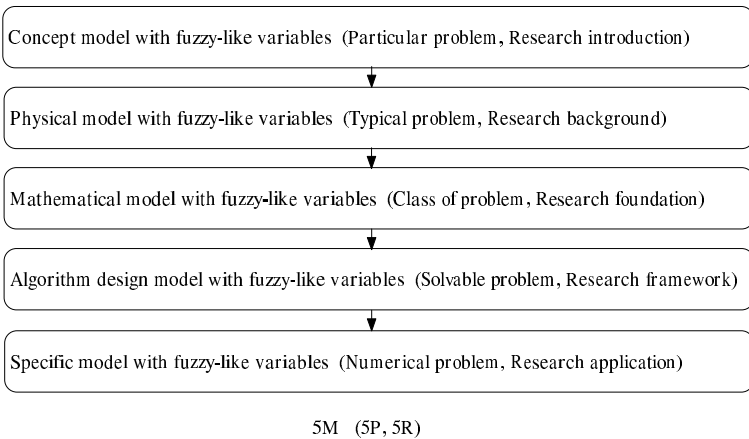 Concept model with fuzzy-like variables (Particular problem, Research introduction)
Physical model with fuzzy-like variables (Typical problem, Research background)
Mathematical model with fuzzy-like variables (Class of problem, Research foundation)
Algorithm design model with fuzzy-like variables (Solvable problem, Research framework)
Specific model with fuzzy-like variables (Numerical problem, Research application)
5M (5P, 5R)